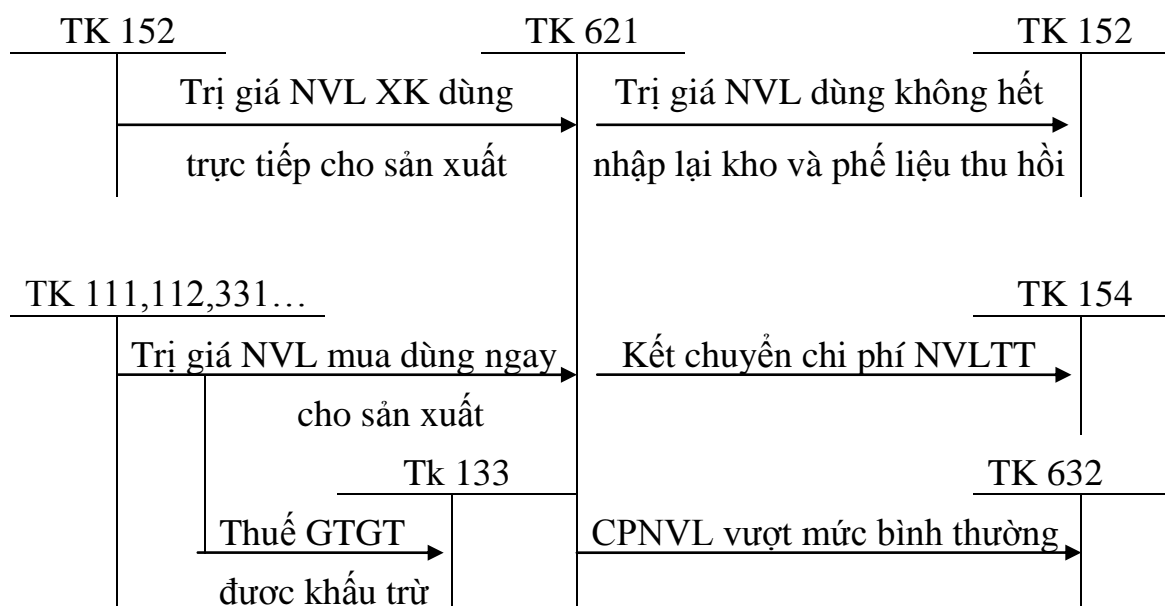 TK 152
TK 621
TK 152
Trị giá NVL XK dùng
Trị giá NVL dùng không hết
trực tiếp cho sản xuất
nhập lại kho và phế liệu thu hồi
TK 111,112,331…
TK 154
Trị giá NVL mua dùng ngay
Kết chuyển chi phí NVLTT
cho sản xuất
Tk 133
TK 632
Thuế GTGT
CPNVL vượt mức bình thường
được khấu trừ